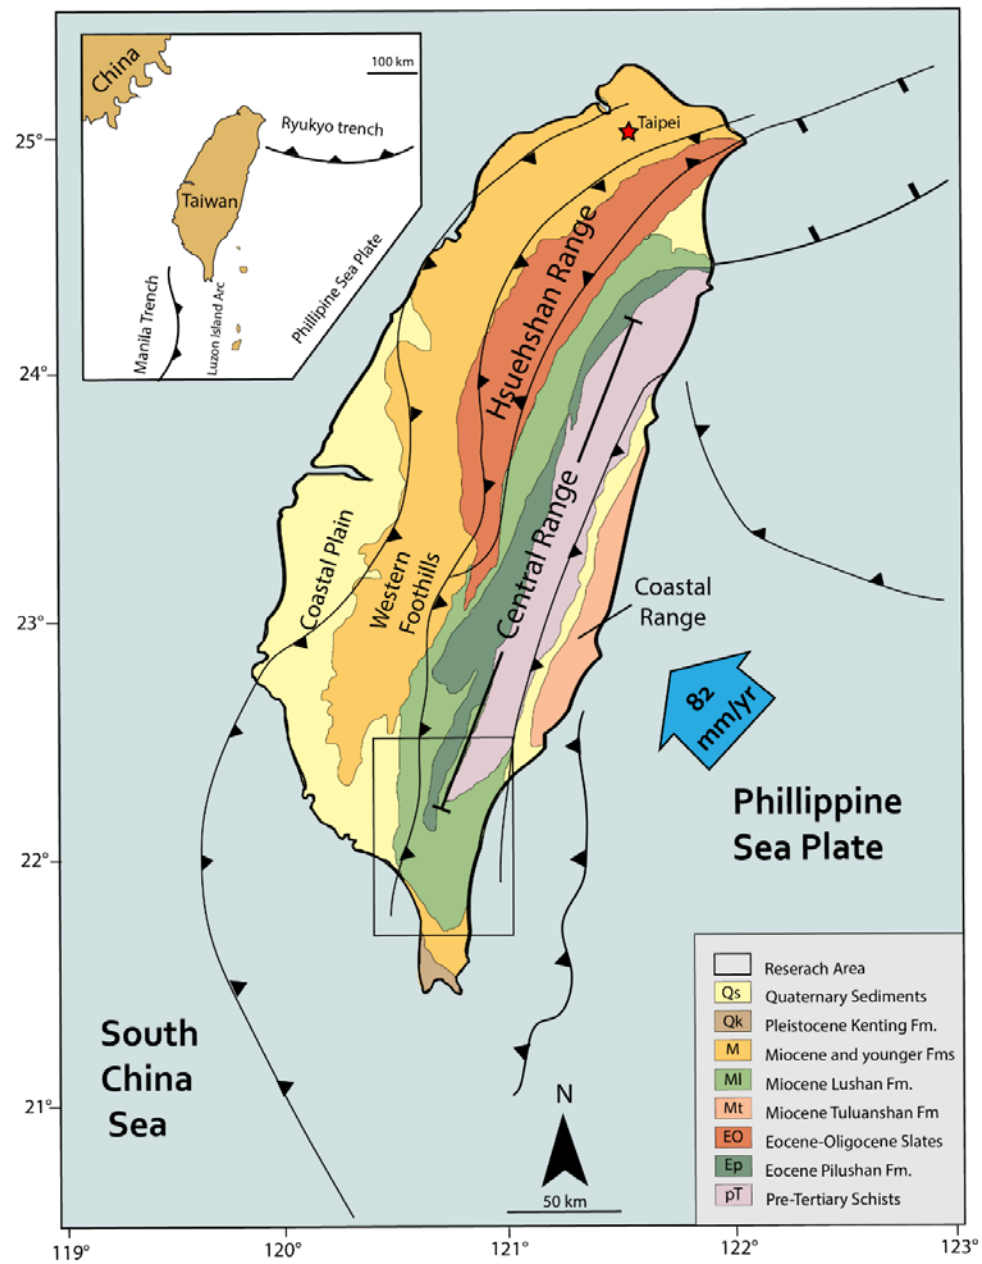 China
100 km
Ryukyo trench
Taiwan
Manila Trench
Luzon Island Arc
Phillipine Sea Plate
25°
24°
23°
22°
21°
Taipei
Hsuehshan Range
Central Range
Coastal Plain
Western
Foothills
Coastal
Range
82
mm/yr
Phillippine
Sea Plate
South
China
Sea
N
50 km
Reserach Area
Qs Quaternary Sediments
Qk Pleistocene Kenting Fm.
M Miocene and younger Fms
Ml Miocene Lushan Fm.
Mt Miocene Tuluanshan Fm
EO Eocene-Oligocene Slates
Ep Eocene Pilushan Fm.
pT Pre-Tertiary Schists
119°
120°
121°
122°
123°